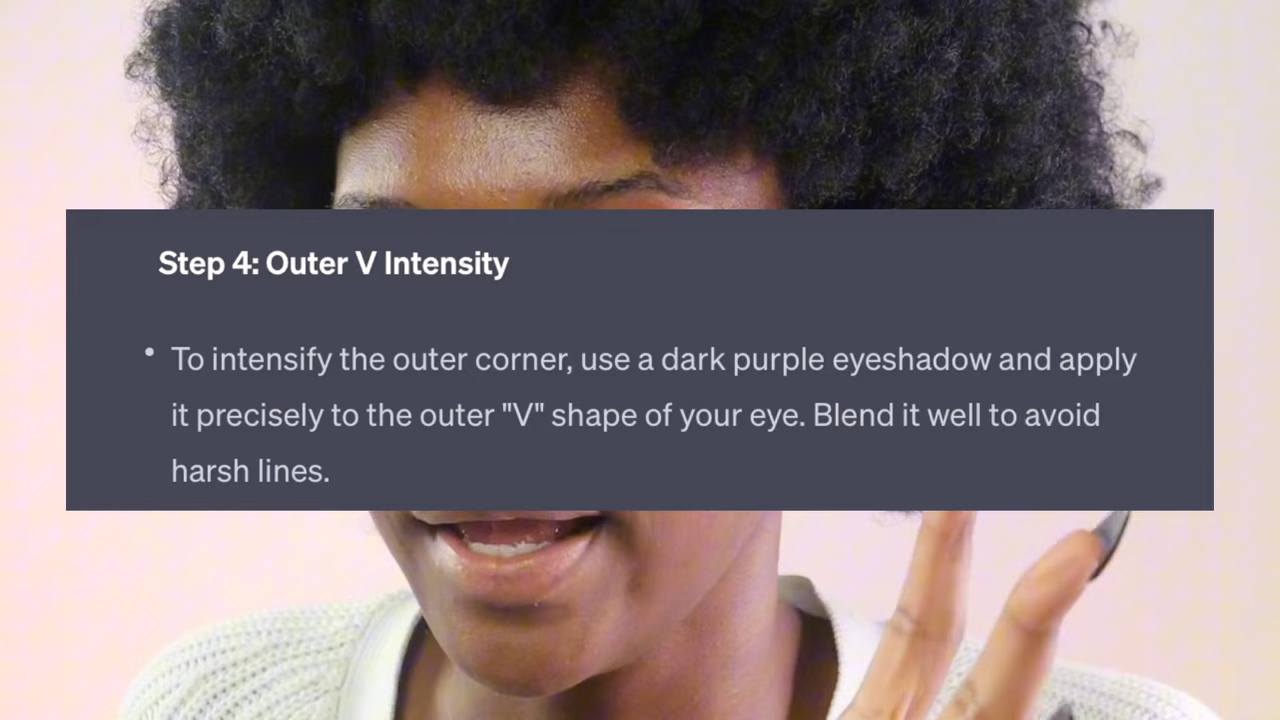 Step 4: Outer V Intensity
• To intensify the outer corner, use a dark purple eyeshadow and apply
it precisely to the outer "V" shape of your eye. Blend it well to avoid
harsh lines.